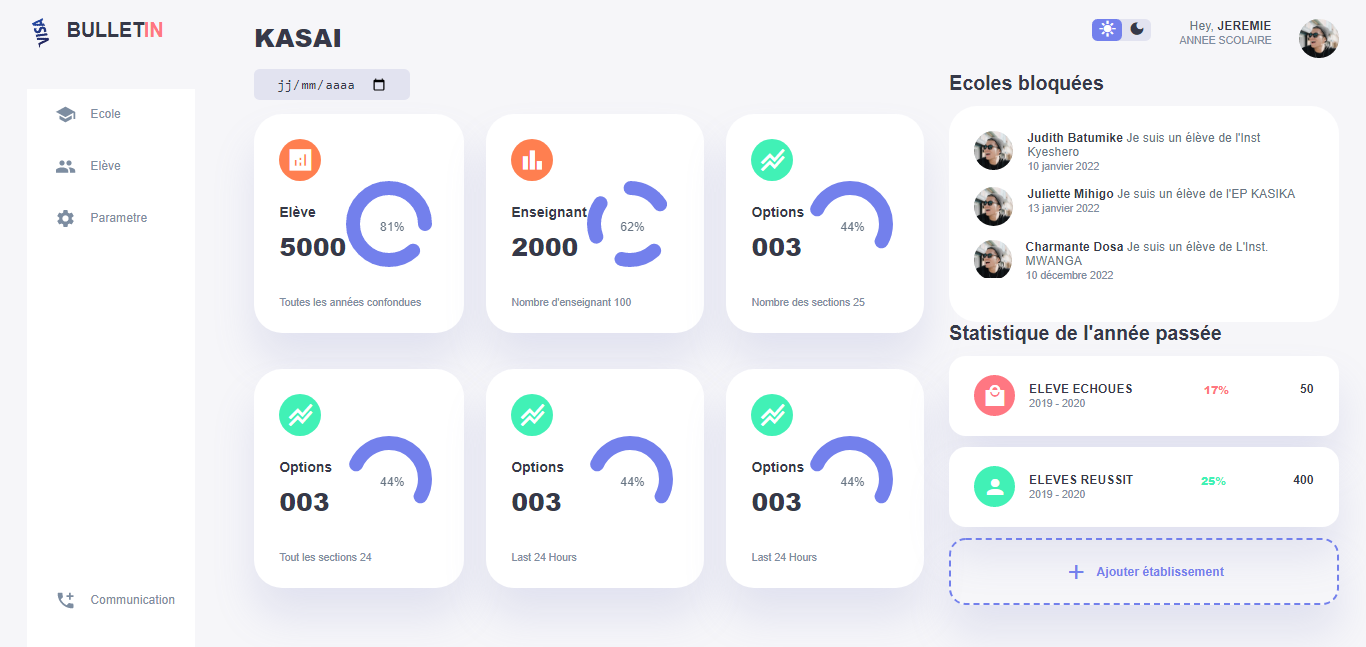 ASIV
BULLETIN
Ecole
Elève
Parametre
Communication
KASAI
jj/mm/aaaa
Elève
5000
81%
Toutes les années confondues
Enseignant
2000
62%
Nombre d'enseignant 100
Options
003
44%
Nombre des sections 25
Options
003
44%
Tout les sections 24
Options
003
44%
Last 24 Hours
Options
003
44%
Last 24 Hours
Hey, JEREMIE
ANNEE SCOLAIRE
Ecoles bloquées
Judith Batumike Je suis un élève de l'Inst
Kyeshero
10 janvier 2022
Juliette Mihigo Je suis un élève de l'EP KASIKA
13 janvier 2022
Charmante Dosa Je suis un élève de L'Inst.
MWANGA
10 décembre 2022
Statistique de l'année passée
ELEVE ECHOUES
2019 - 2020
17%
50
ELEVES REUSSIT
2019 - 2020
25%
400
Ajouter établissement